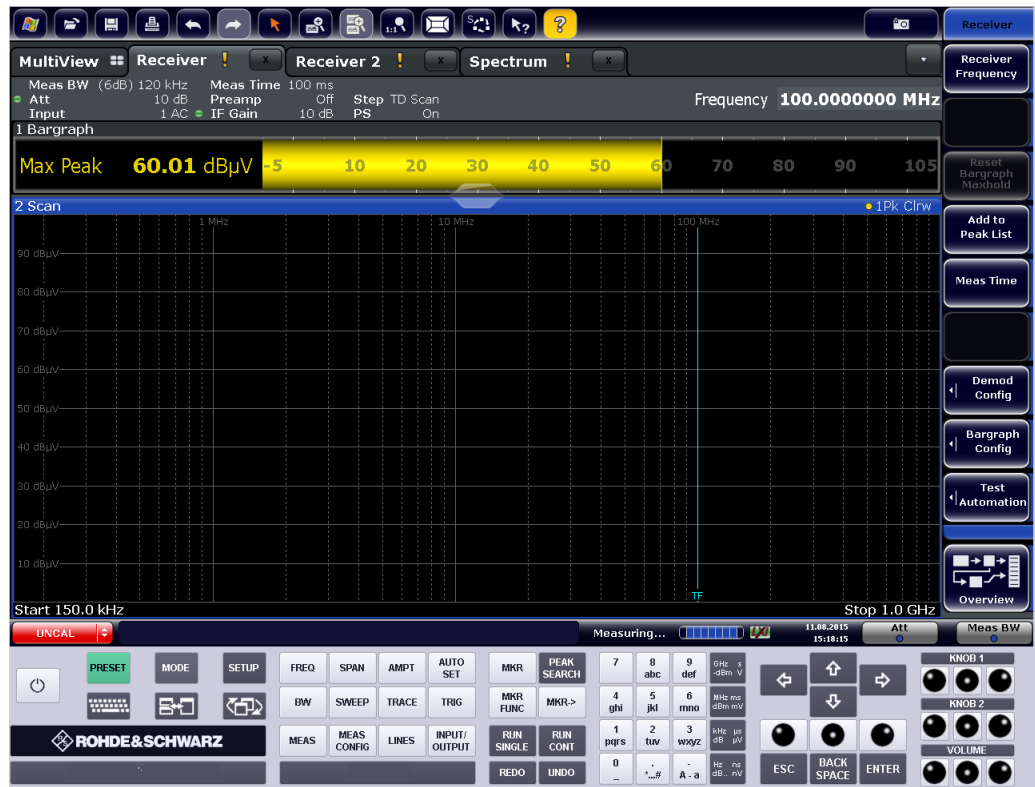 Receiver
MultiView Receiver ! x Receiver 2 ! x Spectrum ! x
Meas BW (6dB) 120 kHz Meas Time 100 ms
Att 10 dB Preamp Off Step TD Scan
Input 1 AC IF Gain 10 dB PS On
Frequency 100.0000000 MHz
1 Bargraph
Max Peak 60.01 dBµV -5 10 20 30 40 50 60 70 80 90 105
2 Scan 1Pk Clrw
1 MHz 10 MHz 100 MHz
90 dBµV
80 dBµV
70 dBµV
60 dBµV
50 dBµV
40 dBµV
30 dBµV
20 dBµV
10 dBµV
TF
Start 150.0 kHz Stop 1.0 GHz
Receiver
Frequency
Reset
Bargraph
Maxhold
Add to
Peak List
Meas Time
Demod
Config
Bargraph
Config
Test
Automation
Overview
UNCAL Measuring... 11.08.2015 Att Meas BW
15:18:15
PRESET MODE SETUP FREQ SPAN AMPT AUTO SET MKR PEAK SEARCH 7 8 abc 9 def GHz s -dBm V
KNOB 1
BW SWEEP TRACE TRIG MKR FUNC MKR-> 4 ghi 5 jkl 6 mno MHz ms dBm mV
KNOB 2
ROHDE&SCHWARZ MEAS MEAS CONFIG LINES INPUT/ OUTPUT RUN SINGLE RUN CONT 1 pqrs 2 tuv 3 wxyz kHz µs dB µV
VOLUME
REDO UNDO 0 _ . *...# - A - a Hz ns dB.. nV ESC BACK SPACE ENTER